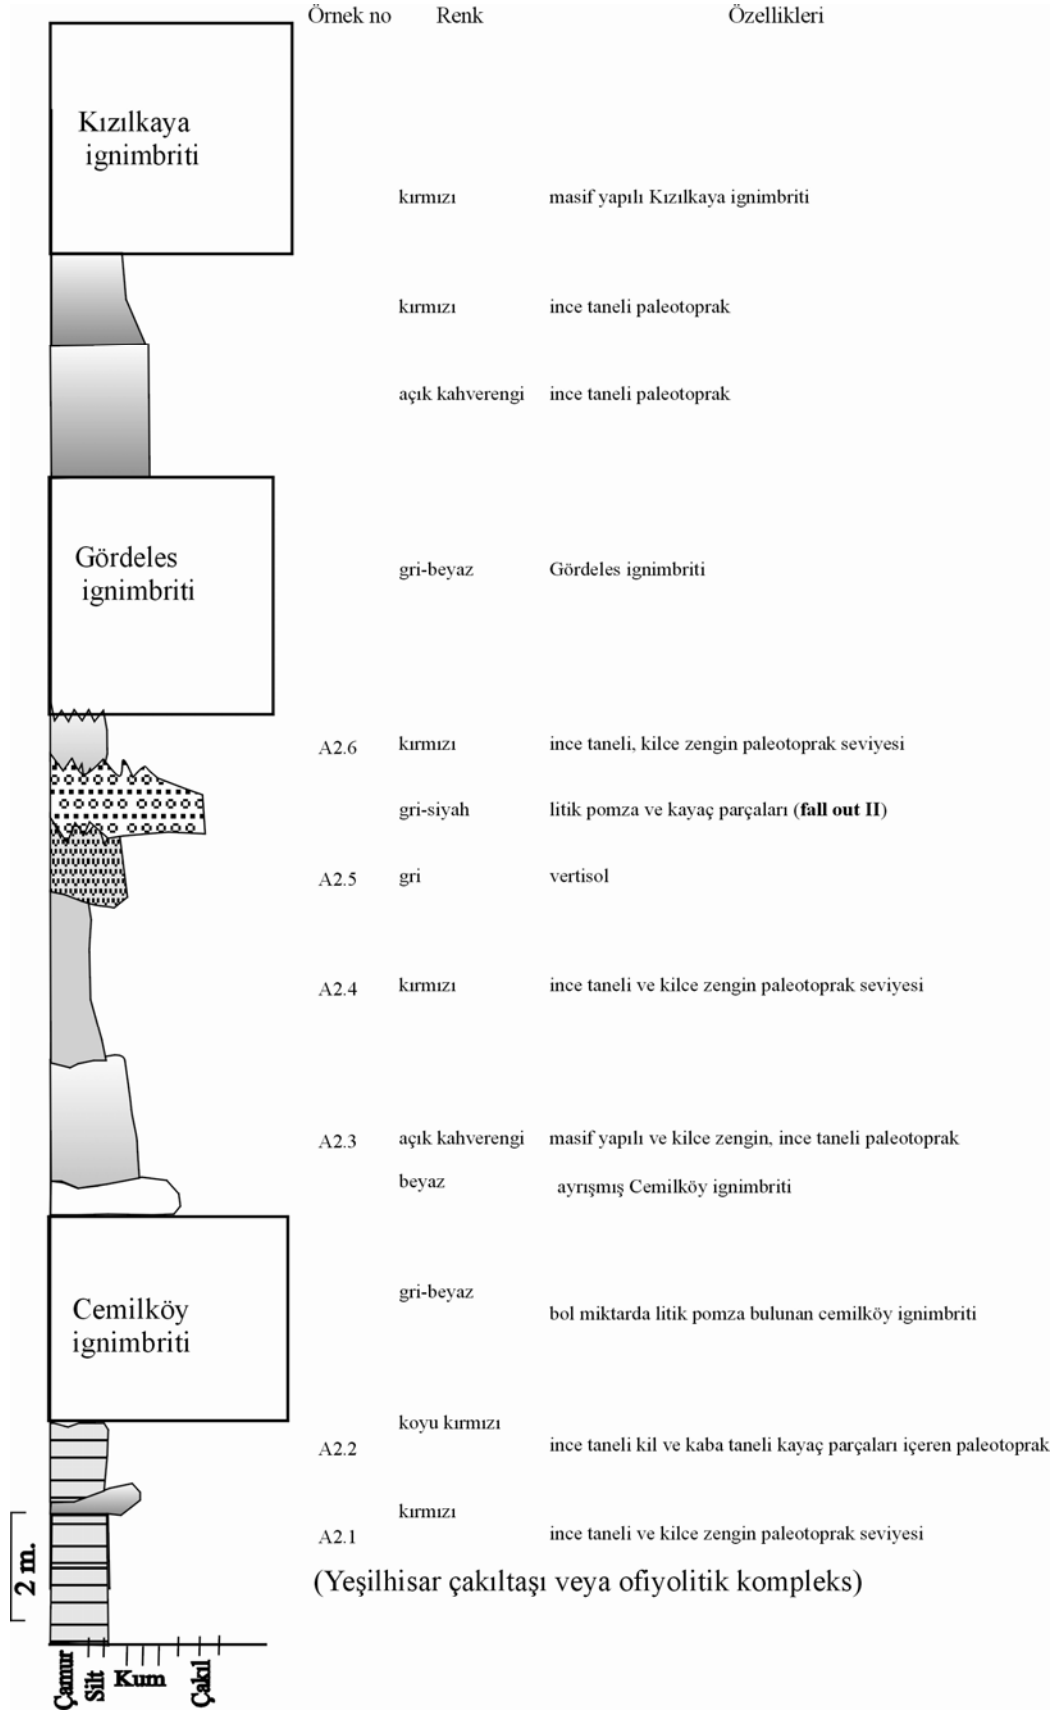 Örnek no Renk Özellikleri
Kızılkaya
ignimbriti
kırmızı masif yapılı Kızılkaya ignimbriti
kırmızı ince taneli paleotoprak
açık kahverengi ince taneli paleotoprak
Gördeles
ignimbriti
gri-beyaz Gördeles ignimbriti
A2.6 kırmızı ince taneli, kilce zengin paleotoprak seviyesi
gri-siyah litik pomza ve kayaç parçaları (fall out II)
A2.5 gri vertisol
A2.4 kırmızı ince taneli ve kilce zengin paleotoprak seviyesi
A2.3 açık kahverengi masif yapılı ve kilce zengin, ince taneli paleotoprak
beyaz ayrışmış Cemilköy ignimbriti
Cemilköy
ignimbriti
gri-beyaz
bol miktarda litik pomza bulunan cemilköy ignimbriti
koyu kırmızı
A2.2 ince taneli kil ve kaba taneli kayaç parçaları içeren paleotoprak
kırmızı
A2.1 ince taneli ve kilce zengin paleotoprak seviyesi
2 m.
(Yeşilhisar çakıltaşı veya ofiyolitik kompleks)
Çamur Silt Kum Çakıl